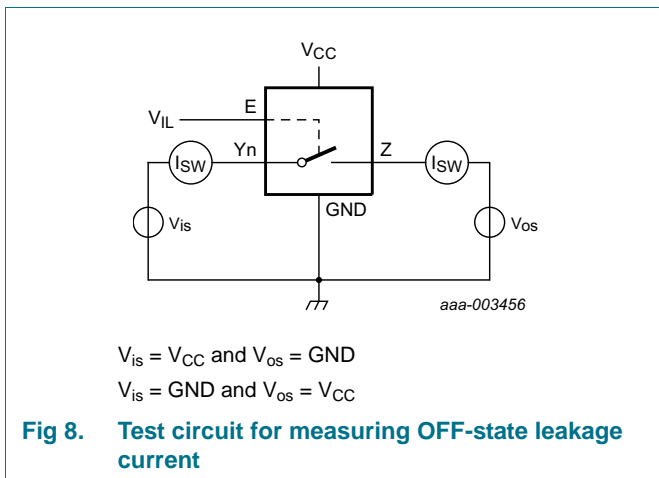 VCC
E
VIL
Yn
Z
ISW
ISW
GND
Vis
Vos
aaa-003456
Vis = VCC and Vos = GND
Vis = GND and Vos = VCC
Fig 8. Test circuit for measuring OFF-state leakage
current